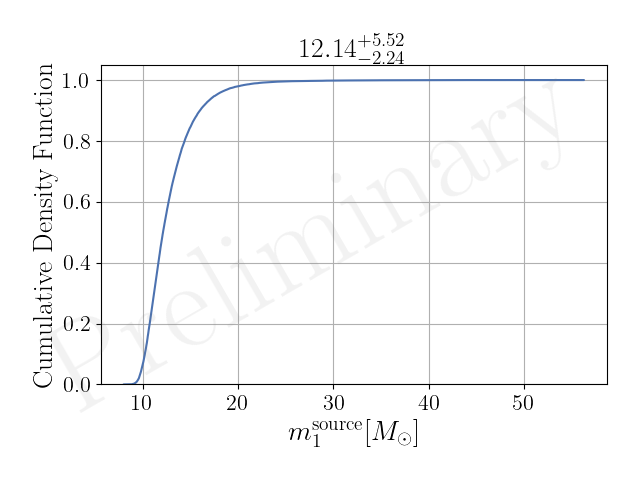 12.14^{+5.52}_{-2.24}
Cumulative Density Function
1.0
0.8
0.6
0.4
0.2
0.0
Preliminary
10 20 30 40 50
m_1^{source}[M_⊙]